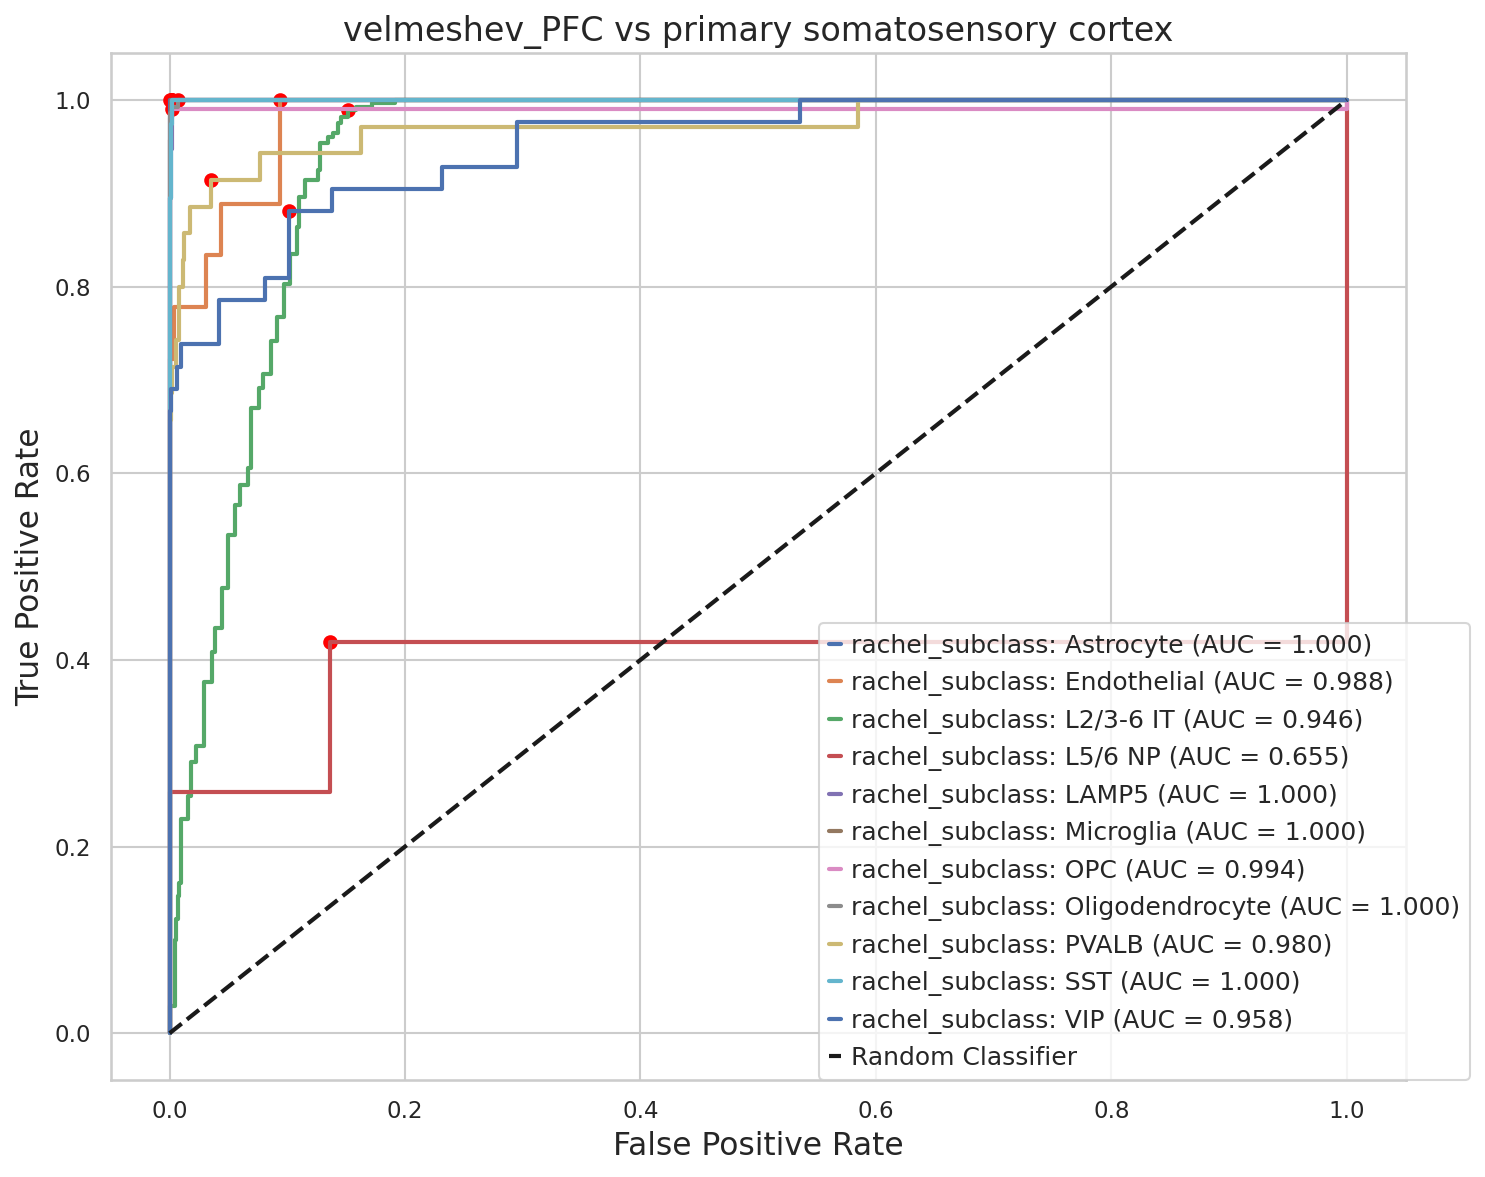 velmeshev_PFC vs primary somatosensory cortex
True Positive Rate
1.0
0.8
0.6
0.4
0.2
0.0
rachel_subclass: Astrocyte (AUC = 1.000)
rachel_subclass: Endothelial (AUC = 0.988)
rachel_subclass: L2/3-6 IT (AUC = 0.946)
rachel_subclass: L5/6 NP (AUC = 0.655)
rachel_subclass: LAMP5 (AUC = 1.000)
rachel_subclass: Microglia (AUC = 1.000)
rachel_subclass: OPC (AUC = 0.994)
rachel_subclass: Oligodendrocyte (AUC = 1.000)
rachel_subclass: PVALB (AUC = 0.980)
rachel_subclass: SST (AUC = 1.000)
rachel_subclass: VIP (AUC = 0.958)
Random Classifier
0.0 0.2 0.4 0.6 0.8 1.0
False Positive Rate